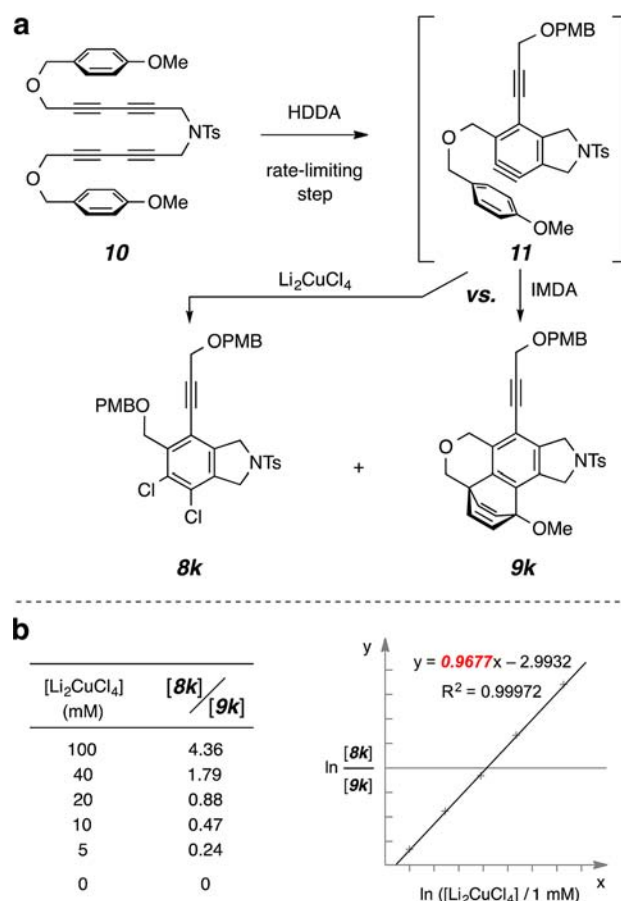 a
OMe
O
NTs
O
OMe
10
HDDA
rate-limiting
step
OPMB
O
NTs
OMe
11
Li₂CuCl₄
vs.
IMDA
OPMB
PMBO
NTs
Cl
Cl
8k
+
OPMB
O
NTs
OMe
9k
b
[Li₂CuCl₄]
(mM)
[8k]/[9k]
100 4.36
40 1.79
20 0.88
10 0.47
5 0.24
0 0
y
y = 0.9677x – 2.9932
R² = 0.99972
ln [8k]/[9k]
x
ln ([Li₂CuCl₄] / 1 mM)